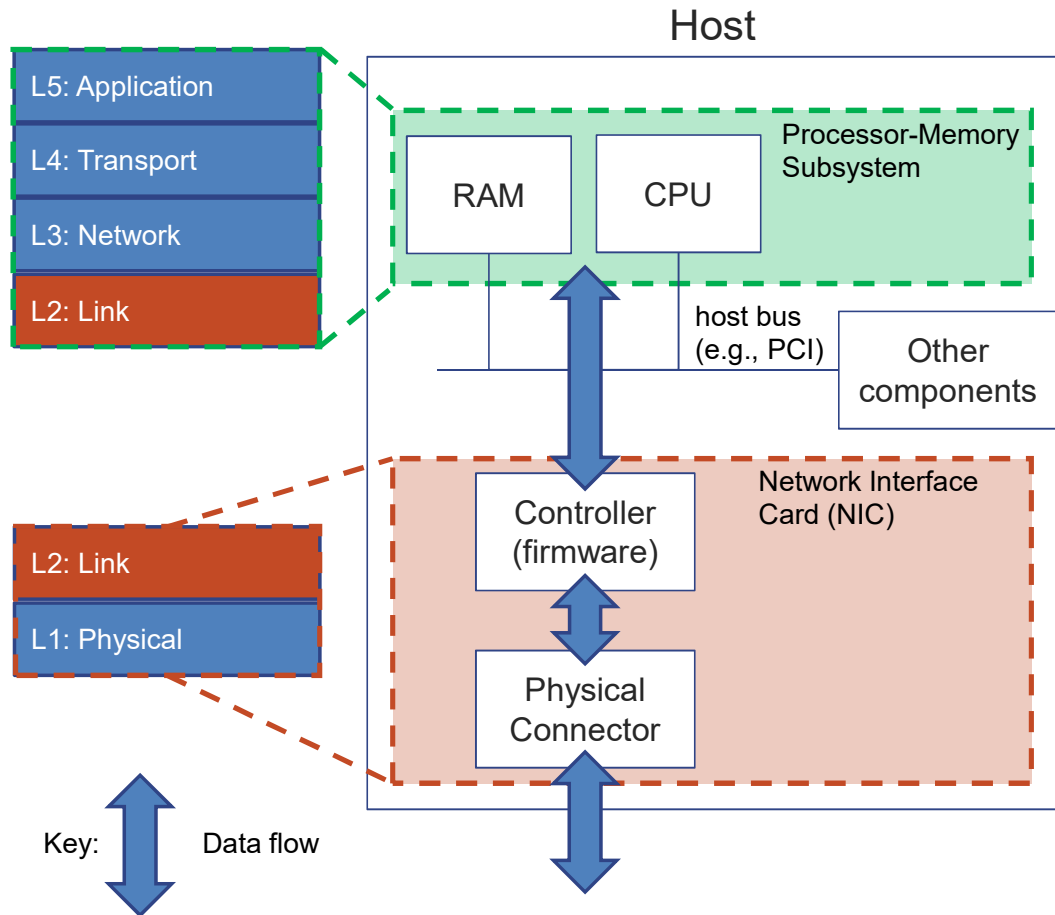 Host
L5: Application
L4: Transport
L3: Network
L2: Link
Processor-Memory
Subsystem
RAM
CPU
host bus
(e.g., PCI)
Other
components
Network Interface
Card (NIC)
Controller
(firmware)
L2: Link
L1: Physical
Physical
Connector
Key:
Data flow